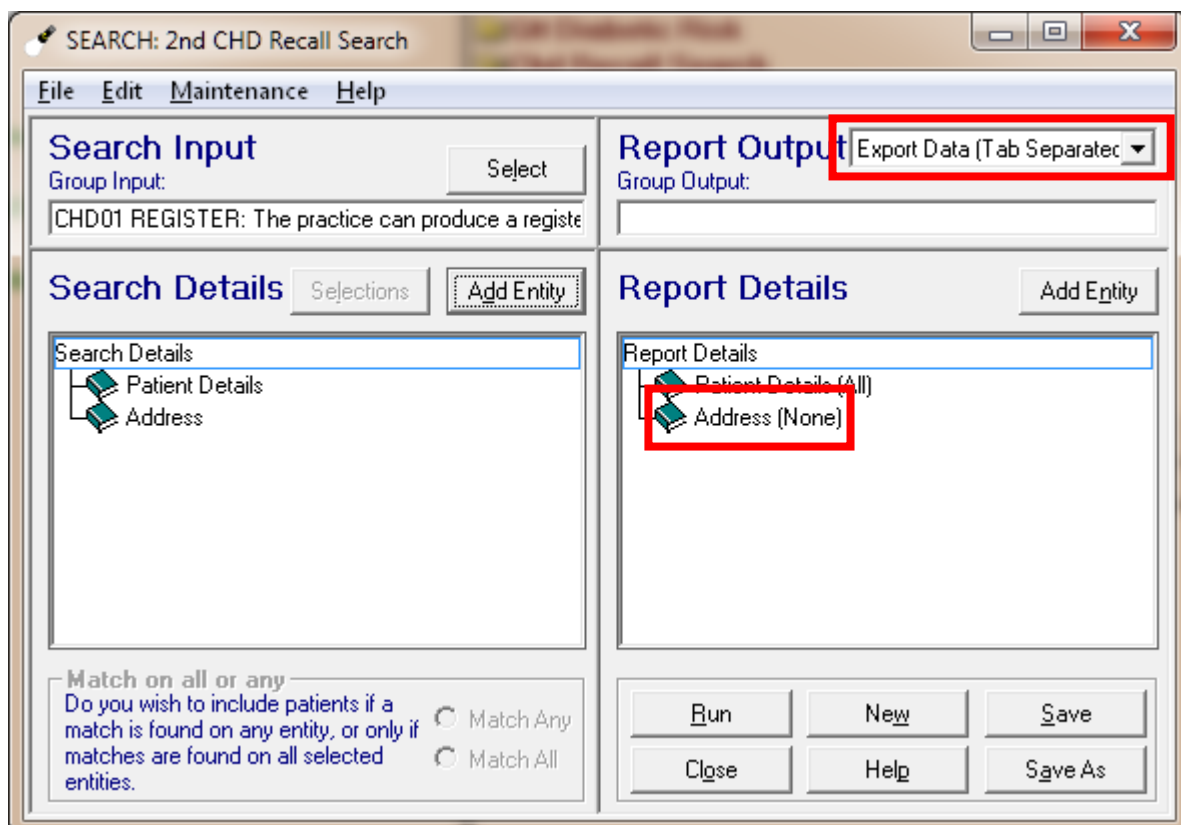 SEARCH: 2nd CHD Recall Search
File Edit Maintenance Help
Search Input
Select
Group Input:
CHD01 REGISTER: The practice can produce a registe
Report Output
Export Data (Tab Separated
Group Output:
Search Details
Selections
Add Entity
Search Details
Patient Details
Address
Report Details
Add Entity
Report Details
Patient Details (All)
Address (None)
Match on all or any
Do you wish to include patients if a
match is found on any entity, or only if
matches are found on all selected
entities.
Match Any
Match All
Run New Save
Close Help Save As